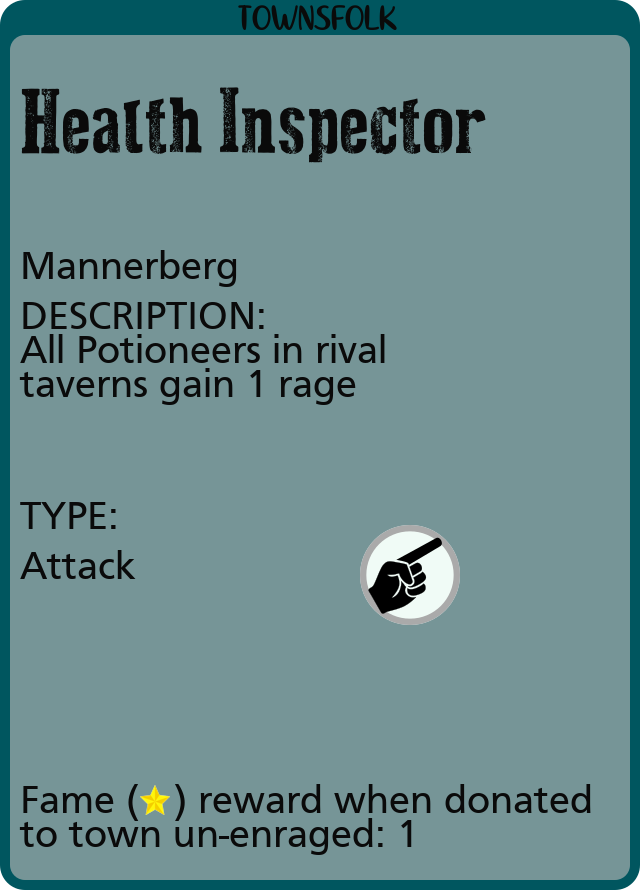 TOWNSFOLK
Health Inspector
Mannerberg
DESCRIPTION:
All Potioneers in rival
taverns gain 1 rage
TYPE:
Attack
Fame (⭐) reward when donated
to town un-enraged: 1